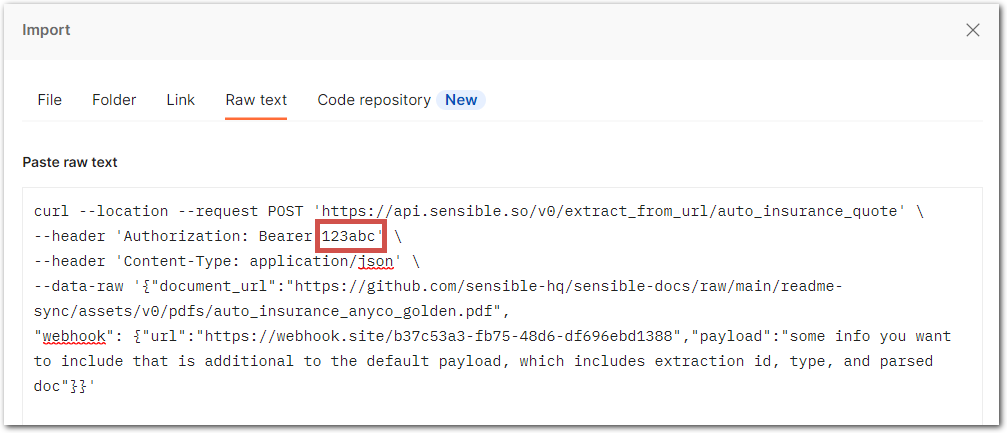 Import
File Folder Link Raw text Code repository New
Paste raw text
curl --location --request POST 'https://api.sensible.so/v0/extract_from_url/auto_insurance_quote' \
--header 'Authorization: Bearer 123abc' \
--header 'Content-Type: application/json' \
--data-raw '{"document_url":"https://github.com/sensible-hq/sensible-docs/raw/main/readme-
sync/assets/v0/pdfs/auto_insurance_anyco_golden.pdf",
"webhook": {"url":"https://webhook.site/b37c53a3-fb75-48d6-df696ebd1388","payload":"some info you want
to include that is additional to the default payload, which includes extraction id, type, and parsed
doc"}}'